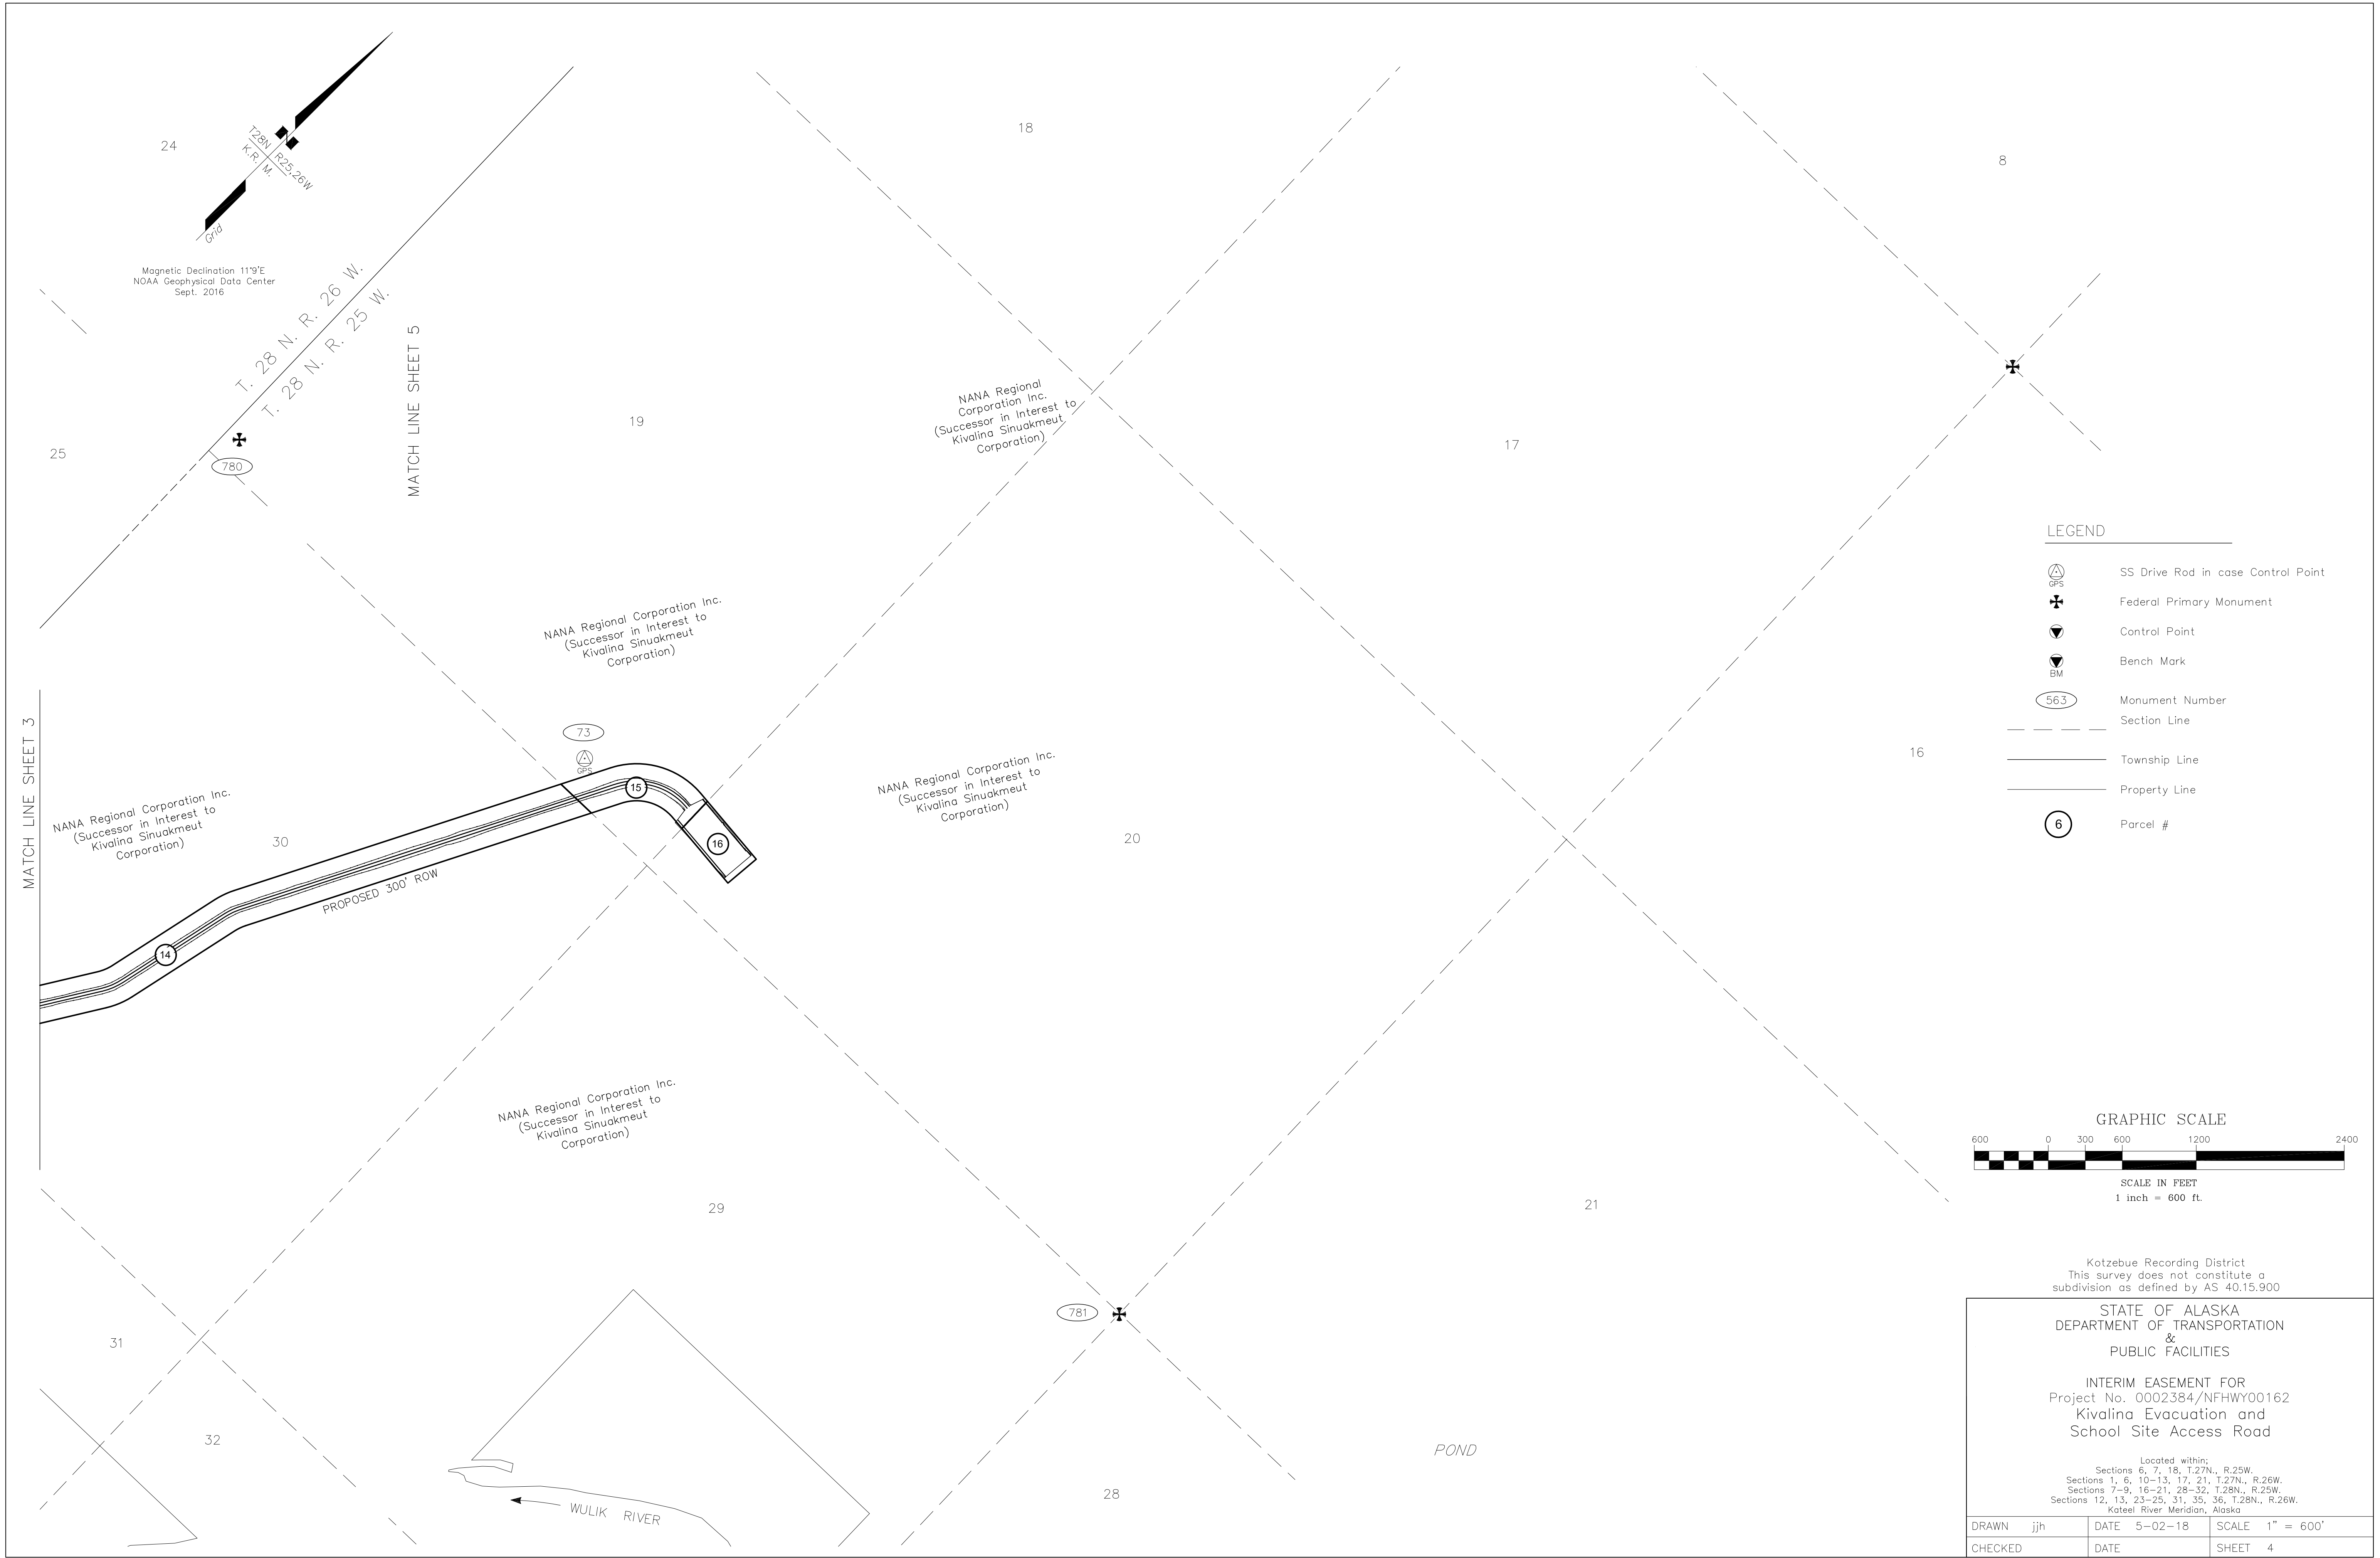 24
T28N
R25,26W
K.R. M.
Grid
Magnetic Declination 11°9'E
NOAA Geophysical Data Center
Sept. 2016
T. 28 N. R. 26 W.
T. 28 N. R. 25 W.
MATCH LINE SHEET 5
18
8
25
780
19
NANA Regional
Corporation Inc.
(Successor in Interest to
Kivalina Sinuakmeut
Corporation)
17
NANA Regional Corporation Inc.
(Successor in Interest to
Kivalina Sinuakmeut
Corporation)
LEGEND
GPS
SS Drive Rod in case Control Point
Federal Primary Monument
Control Point
BM
Bench Mark
563
Monument Number
Section Line
Township Line
Property Line
6
Parcel #
MATCH LINE SHEET 3
73
GPS
15
16
NANA Regional Corporation Inc.
(Successor in Interest to
Kivalina Sinuakmeut
Corporation)
16
NANA Regional Corporation Inc.
(Successor in Interest to
Kivalina Sinuakmeut
Corporation)
30
20
PROPOSED 300' ROW
14
NANA Regional Corporation Inc.
(Successor in Interest to
Kivalina Sinuakmeut
Corporation)
29
21
781
31
32
WULIK RIVER
28
POND
GRAPHIC SCALE
600 0 300 600 1200 2400
SCALE IN FEET
1 inch = 600 ft.
Kotzebue Recording District
This survey does not constitute a
subdivision as defined by AS 40.15.900
STATE OF ALASKA
DEPARTMENT OF TRANSPORTATION
&
PUBLIC FACILITIES
INTERIM EASEMENT FOR
Project No. 0002384/NFHWY00162
Kivalina Evacuation and
School Site Access Road
Located within;
Sections 6, 7, 18, T.27N., R.25W.
Sections 1, 6, 10-13, 17, 21, T.27N., R.26W.
Sections 7-9, 16-21, 28-32, T.28N., R.25W.
Sections 12, 13, 23-25, 31, 35, 36, T.28N., R.26W.
Kateel River Meridian, Alaska
DRAWN jjh DATE 5-02-18 SCALE 1" = 600'
CHECKED DATE SHEET 4